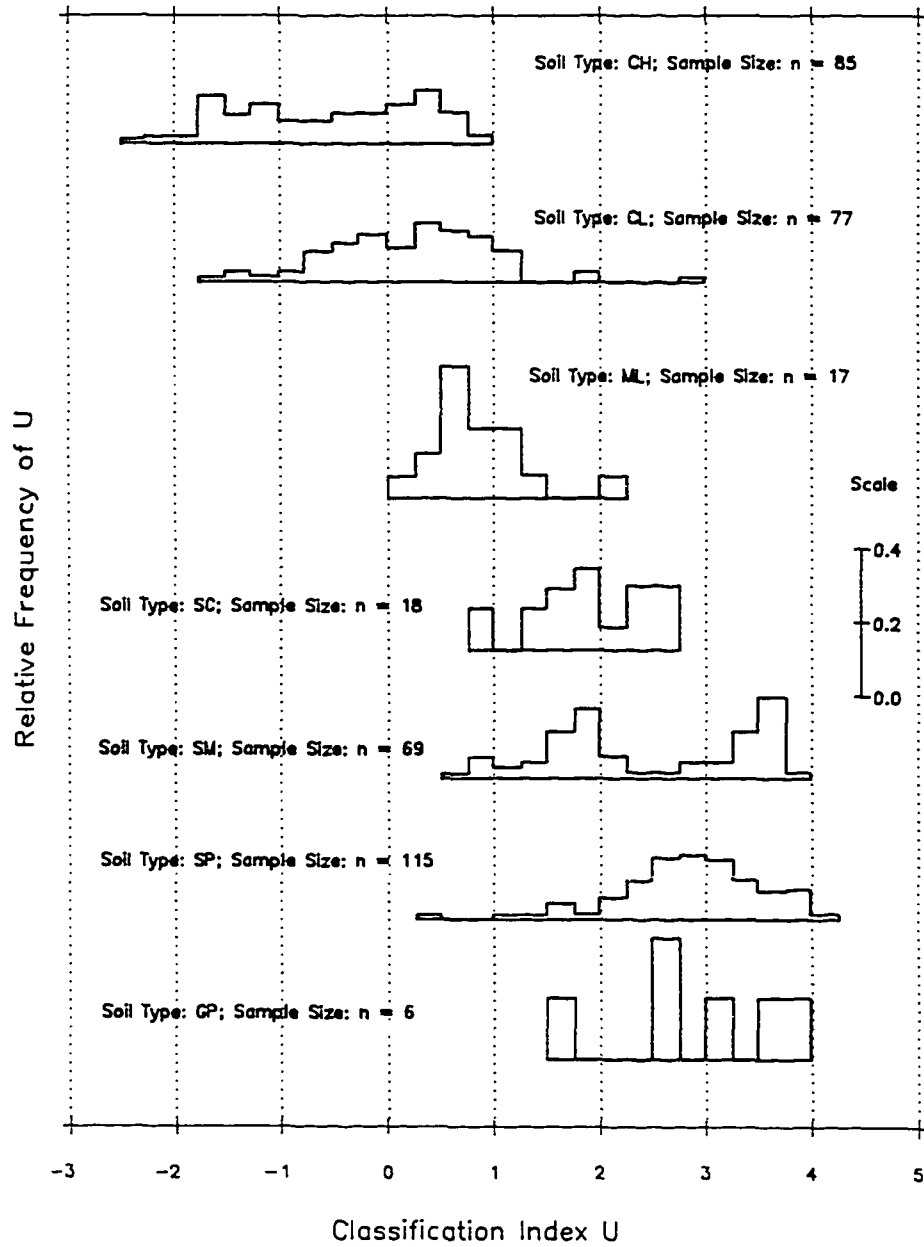 Soil Type: CH; Sample Size: n = 85
Soil Type: CL; Sample Size: n = 77
Soil Type: ML; Sample Size: n = 17
Relative Frequency of U
Scale
0.4
0.2
0.0
Soil Type: SC; Sample Size: n = 18
Soil Type: SM; Sample Size: n = 69
Soil Type: SP; Sample Size: n = 115
Soil Type: GP; Sample Size: n = 6
-3 -2 -1 0 1 2 3 4 5
Classification Index U